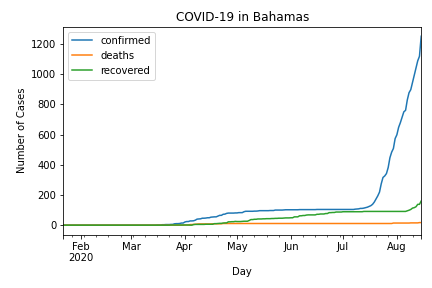 COVID-19 in Bahamas
confirmed
deaths
recovered
Number of Cases
1200
1000
800
600
400
200
0
Feb Mar Apr May Jun Jul Aug
2020
Day